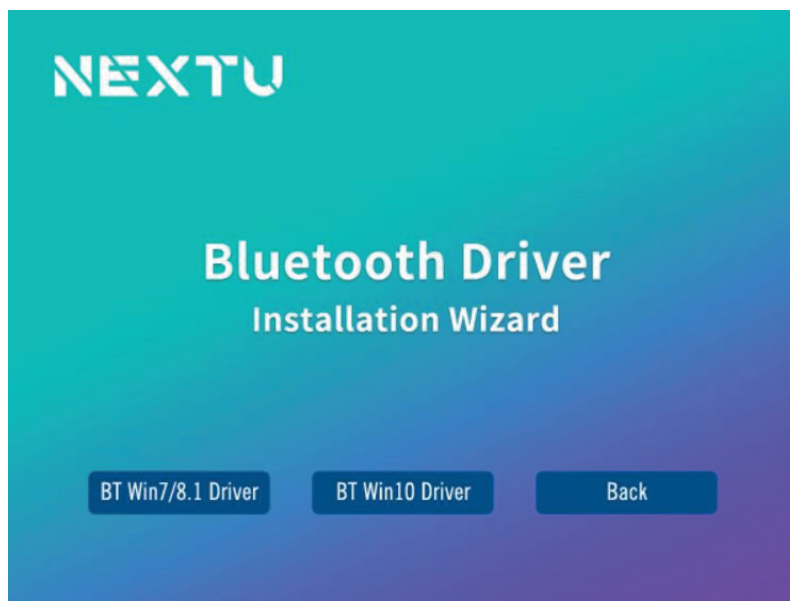 NEXTU
Bluetooth Driver
Installation Wizard
BT Win7/8.1 Driver
BT Win10 Driver
Back